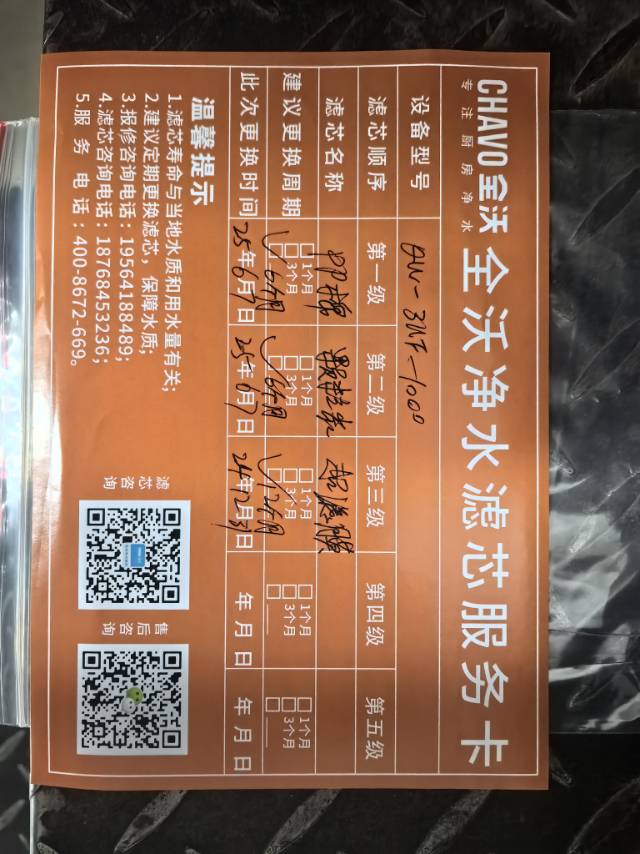 CHAVO 全沃 全沃净水滤芯服务卡
专注厨房净水
设备型号 QW-3UF-1000
滤芯顺序 第一级 第二级 第三级 第四级 第五级
滤芯名称 PP棉 颗粒炭 超滤膜
建议更换周期 □1个月 □3个月 ✓6个月 □1个月 □3个月 ✓6个月 □1个月 □3个月 ✓12个月 □1个月 □3个月 □___ □1个月 □3个月 □___
此次更换时间 25年6月7日 25年6月7日 24年12月31日 年 月 日 年 月 日
温馨提示
1.滤芯寿命与当地水质和用水量有关;
2.建议定期更换滤芯，保障水质;
3.报修咨询电话：19564188489;
4.滤芯咨询电话：18768453236;
5.服务电话：400-8672-669。
滤芯咨询
售后咨询